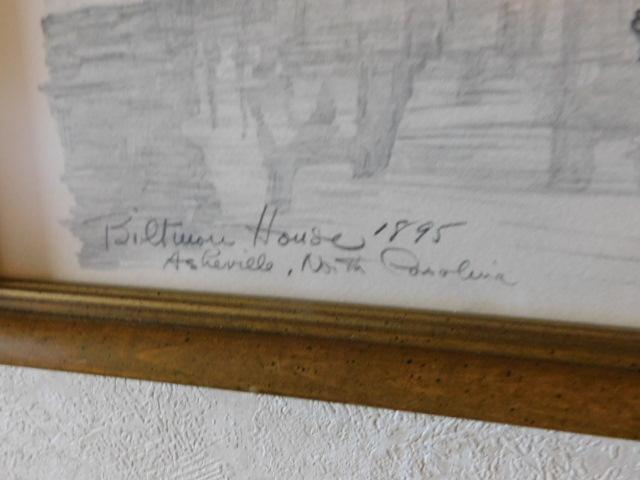 Biltmore House 1895
Asheville, North Carolina